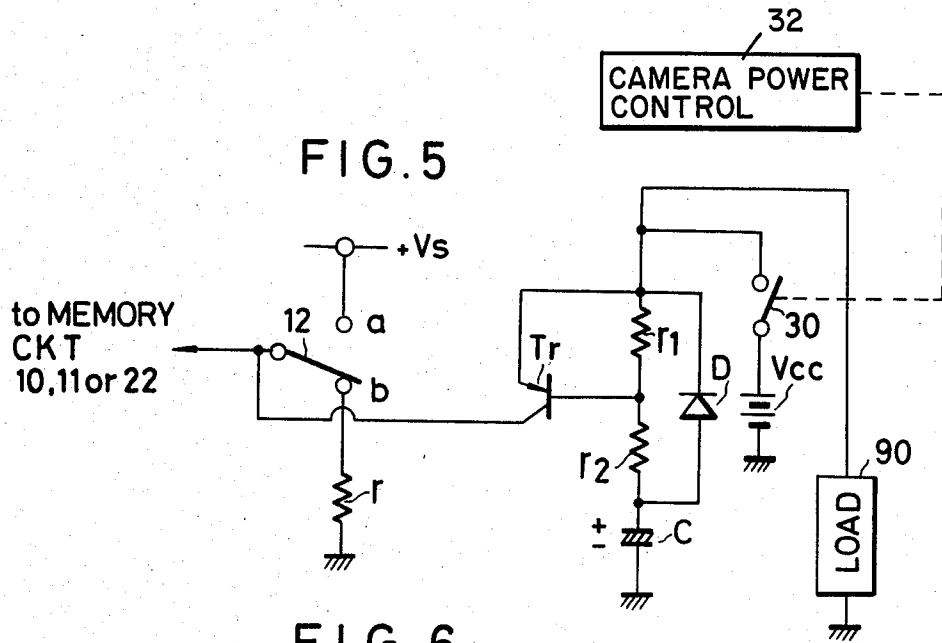 32
CAMERA POWER
CONTROL
FIG.5
+Vs
to MEMORY
CKT
10,11 or 22
12
a
b
r
Tr
r1
r2
D
+
-
C
30
Vcc
90
LOAD
FIG.6